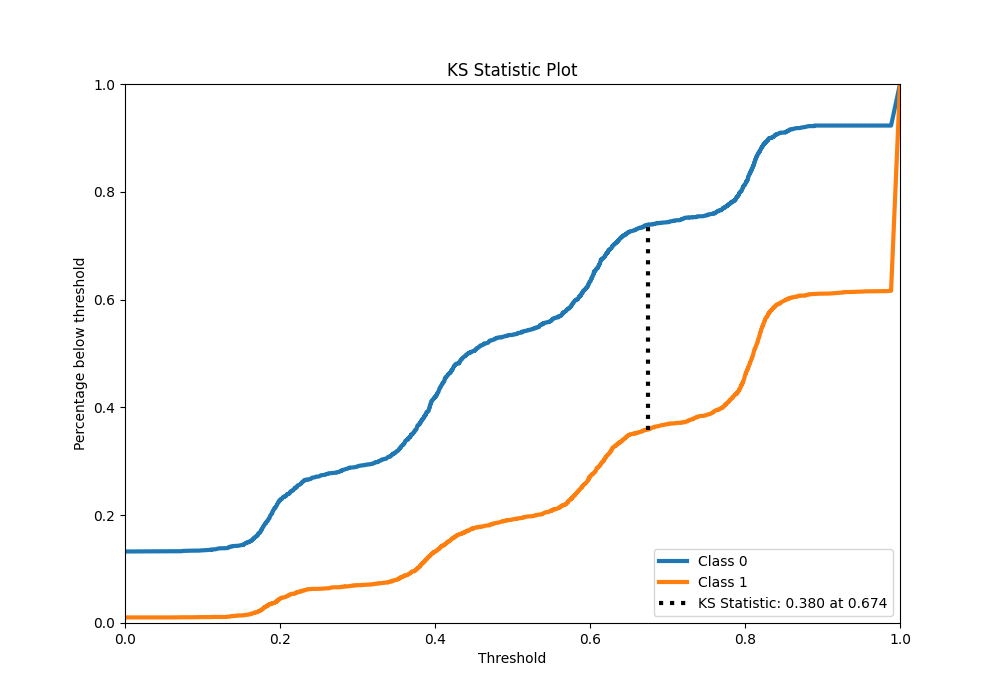 KS Statistic Plot
1.0
0.8
0.6
0.4
0.2
0.0
Percentage below threshold
0.0 0.2 0.4 0.6 0.8 1.0
Threshold
Class 0
Class 1
KS Statistic: 0.380 at 0.674